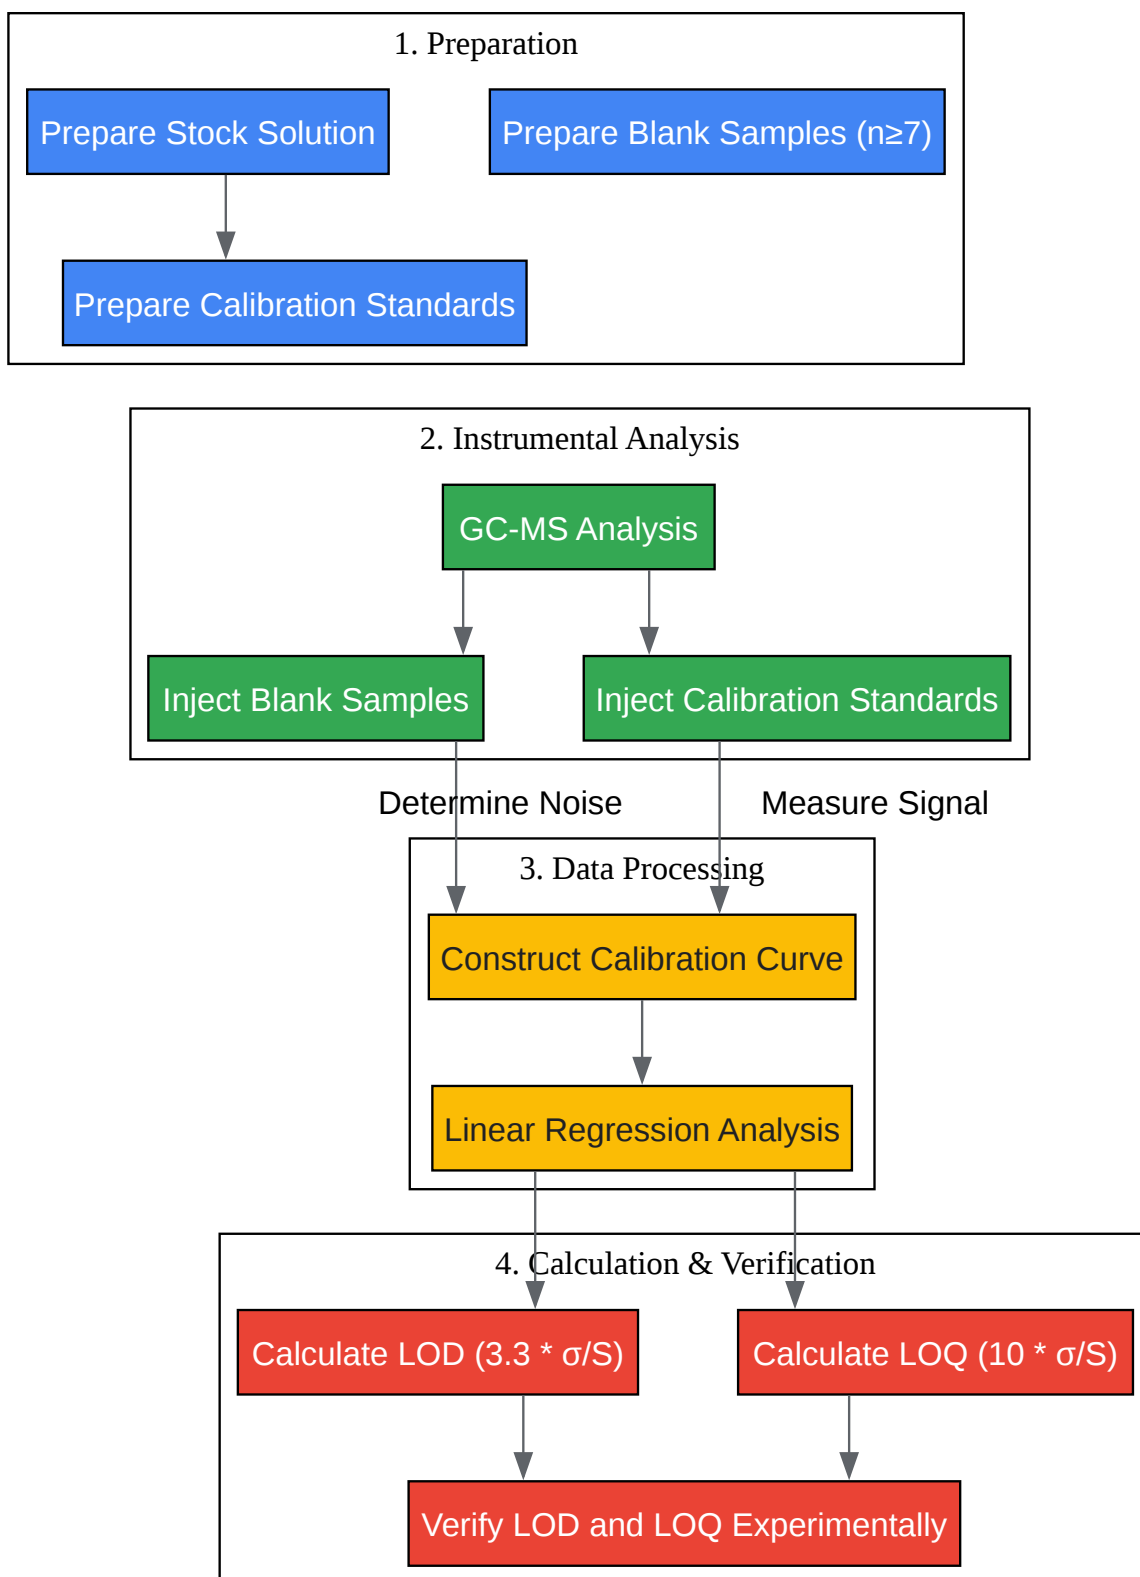 1. Preparation
Prepare Stock Solution
Prepare Blank Samples (n≥7)
Prepare Calibration Standards
2. Instrumental Analysis
GC-MS Analysis
Inject Blank Samples
Inject Calibration Standards
Determine Noise
Measure Signal
3. Data Processing
Construct Calibration Curve
Linear Regression Analysis
4. Calculation & Verification
Calculate LOD (3.3 * σ/S)
Calculate LOQ (10 * σ/S)
Verify LOD and LOQ Experimentally